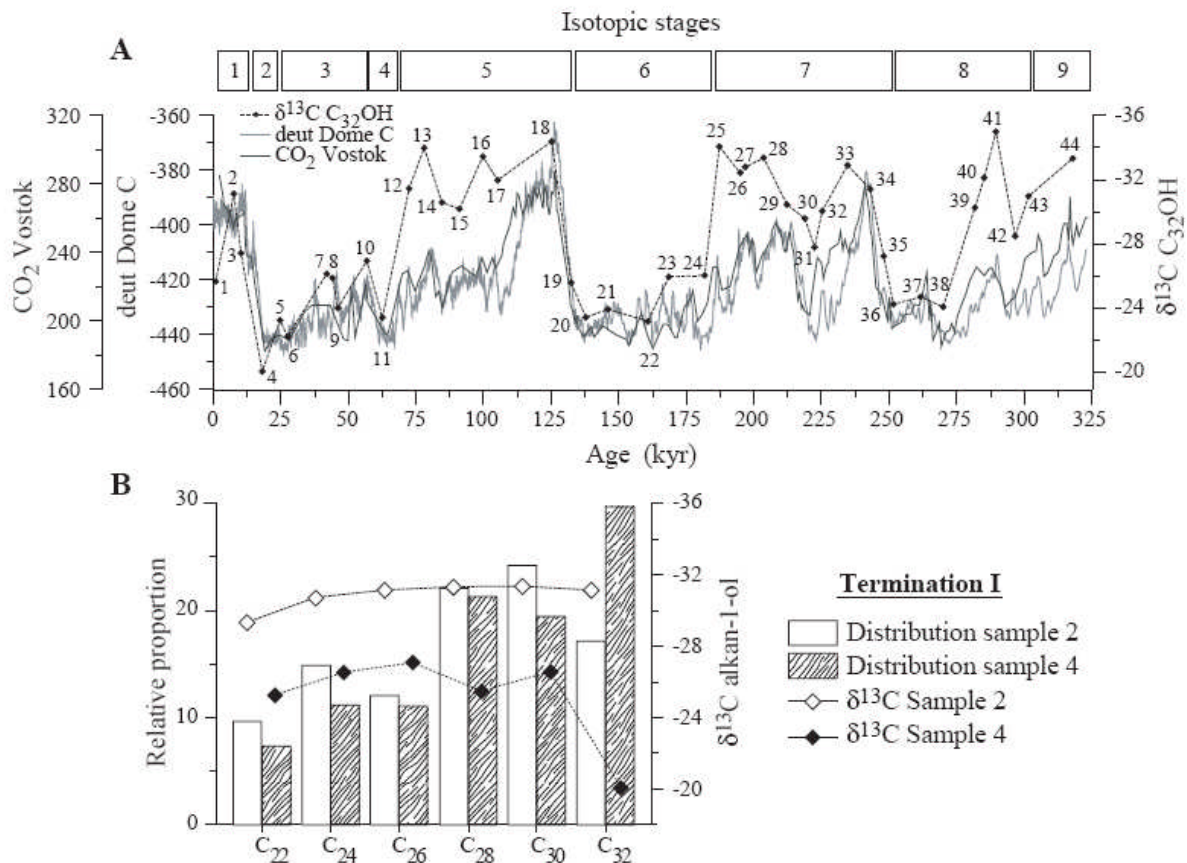 Isotopic stages
A
1 2 3 4 5 6 7 8 9
320 -360 -36
280 -380 -32
-400
240 -28
-420
200 -24
-440
160 -460 -20
CO₂ Vostok
deut Dome C
δ¹³C C₃₂OH
δ¹³C C₃₂OH
deut Dome C
CO₂ Vostok
1 2 3 4 5 6 7 8 9 10 11 12 13 14 15 16 17 18 19 20 21 22 23 24 25 26 27 28 29 30 31 32 33 34 35 36 37 38 39 40 41 42 43 44
0 25 50 75 100 125 150 175 200 225 250 275 300 325
Age (kyr)
B
30 -36
-32
20
-28
10 -24
0 -20
Relative proportion
δ¹³C alkan-1-ol
C₂₂ C₂₄ C₂₆ C₂₈ C₃₀ C₃₂
Termination I
Distribution sample 2
Distribution sample 4
δ¹³C Sample 2
δ¹³C Sample 4